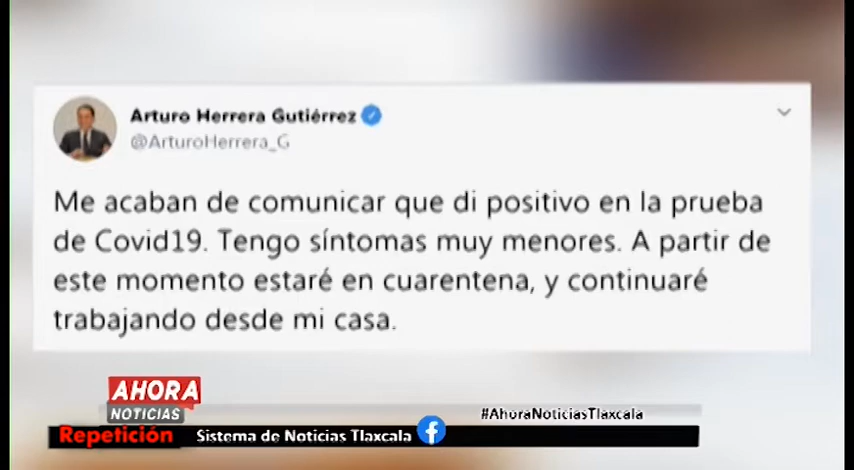 Arturo Herrera Gutiérrez
@ArturoHerrera_G
Me acaban de comunicar que di positivo en la prueba
de Covid19. Tengo síntomas muy menores. A partir de
este momento estaré en cuarentena, y continuaré
trabajando desde mi casa.
AHORA
NOTICIAS
#AhoraNoticiasTlaxcala
Repetición
Sistema de Noticias Tlaxcala